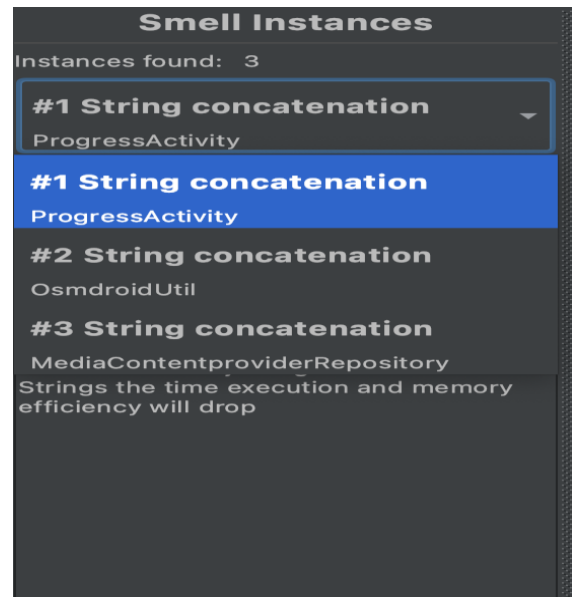 Smell Instances
Instances found: 3
#1 String concatenation
ProgressActivity
#1 String concatenation
ProgressActivity
#2 String concatenation
OsmdroidUtil
#3 String concatenation
MediaContentproviderRepository
Strings the time execution and memory
efficiency will drop